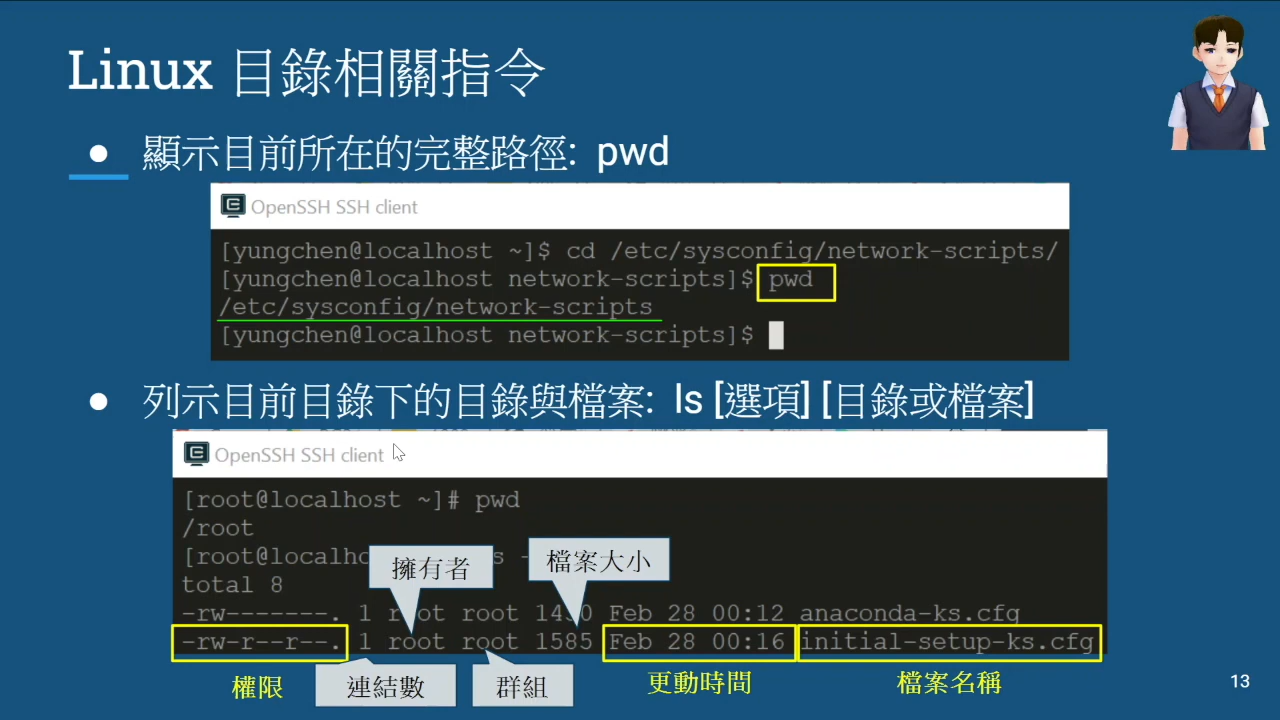 Linux 目錄相關指令
● 顯示目前所在的完整路徑: pwd
OpenSSH SSH client
[yungchen@localhost ~]$ cd /etc/sysconfig/network-scripts/
[yungchen@localhost network-scripts]$ pwd
/etc/sysconfig/network-scripts
[yungchen@localhost network-scripts]$
● 列示目前目錄下的目錄與檔案: ls [選項] [目錄或檔案]
OpenSSH SSH client
[root@localhost ~]# pwd
/root
[root@localho s -
擁有者
檔案大小
total 8
-rw-------. 1 root root 1430 Feb 28 00:12 anaconda-ks.cfg
-rw-r--r--. 1 root root 1585 Feb 28 00:16 initial-setup-ks.cfg
權限
連結數
群組
更動時間
檔案名稱
13